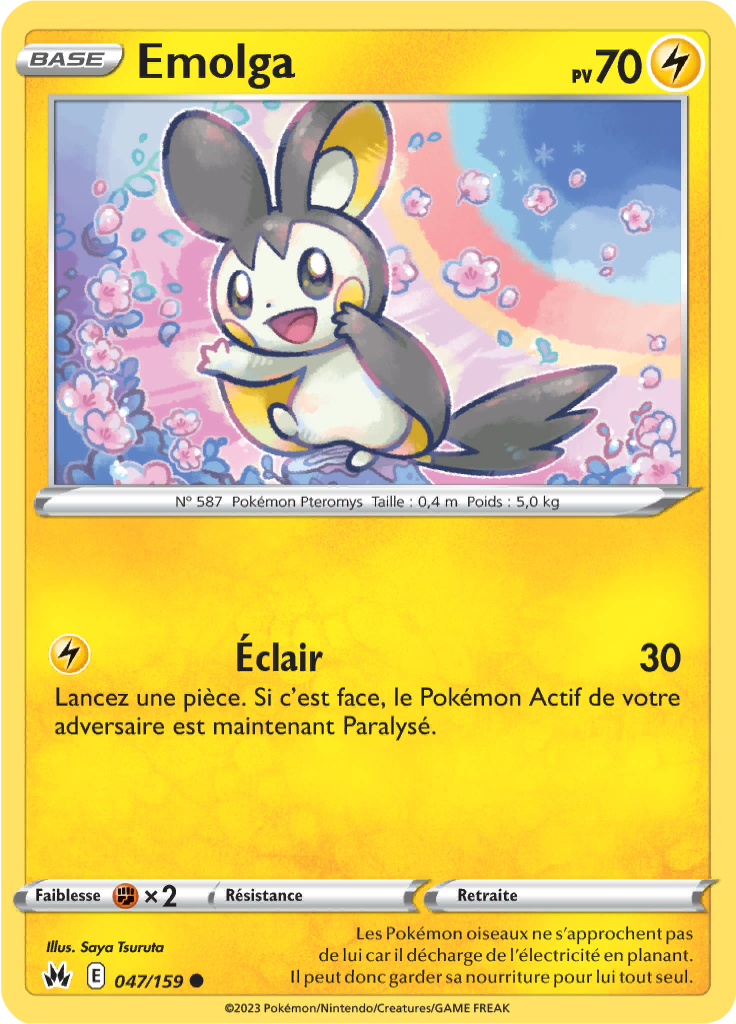 BASE Emolga PV 70
N° 587 Pokémon Pteromys Taille : 0,4 m Poids : 5,0 kg
Éclair 30
Lancez une pièce. Si c'est face, le Pokémon Actif de votre
adversaire est maintenant Paralysé.
Faiblesse ×2 Résistance Retraite
Illus. Saya Tsuruta
Les Pokémon oiseaux ne s'approchent pas
de lui car il décharge de l'électricité en planant.
Il peut donc garder sa nourriture pour lui tout seul.
E 047/159
©2023 Pokémon/Nintendo/Creatures/GAME FREAK